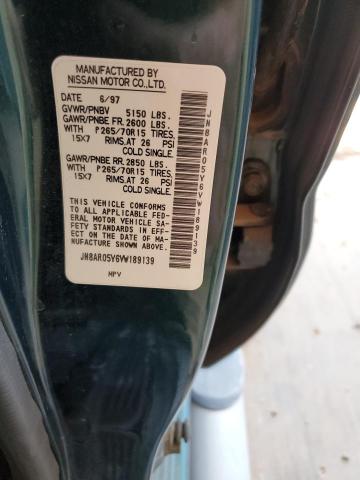 MANUFACTURED BY
NISSAN MOTOR CO.,LTD.
DATE 6/97
GVWR/PNBV 5150 LBS.
GAWR/PNBE FR. 2600 LBS.
WITH P265/70R15 TIRES,
15X7 RIMS,AT 26 PSI
COLD SINGLE.
GAWR/PNBE RR. 2850 LBS.
WITH P265/70R15 TIRES,
15X7 RIMS,AT 26 PSI
COLD SINGLE.
THIS VEHICLE CONFORMS
TO ALL APPLICABLE FED-
ERAL MOTOR VEHICLE SA-
FETY STANDARDS IN EFF-
ECT ON THE DATE OF MA-
NUFACTURE SHOWN ABOVE.
JN8AR05Y6VW189139
MPV
JN8AR05Y6VW189139